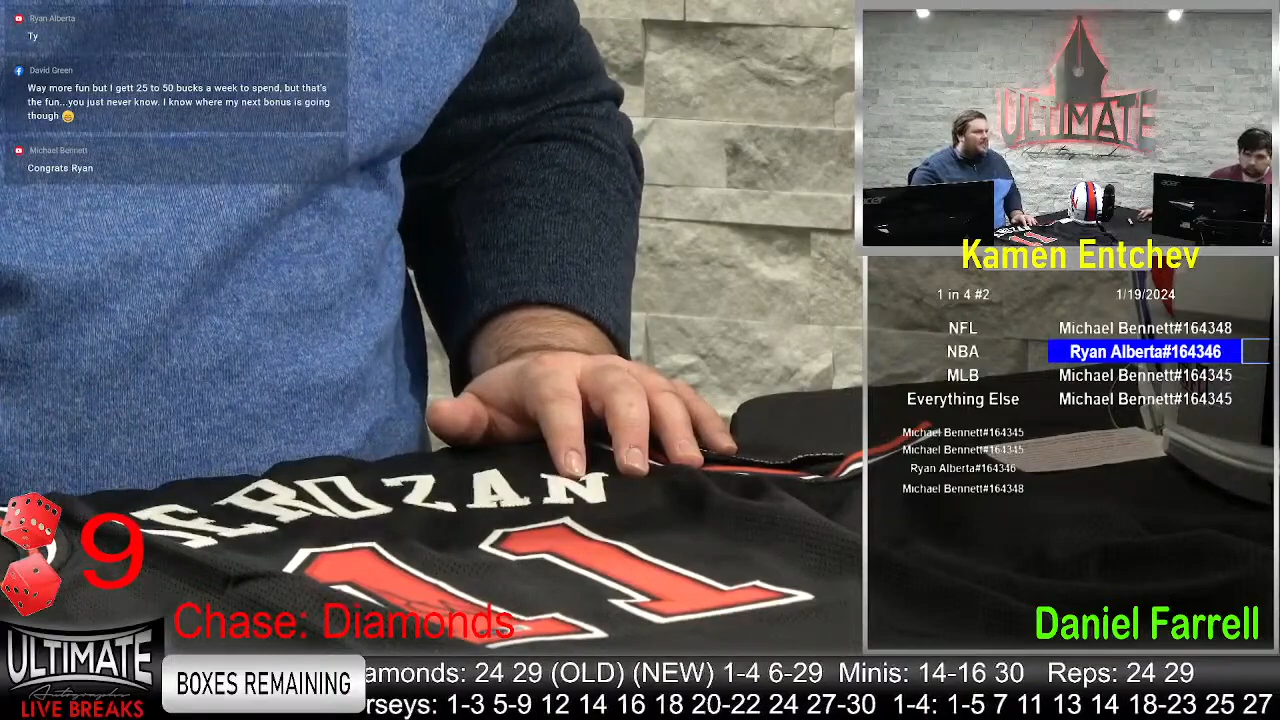 Ryan Alberta
Ty
David Green
Way more fun but I gett 25 to 50 bucks a week to spend, but that's
the fun...you just never know. I know where my next bonus is going
though 😄
Michael Bennett
Congrats Ryan
ULTIMATE
acer
acer
Kamen Entchev
1 in 4 #2 1/19/2024
NFL Michael Bennett#164348
NBA Ryan Alberta#164346
MLB Michael Bennett#164345
Everything Else Michael Bennett#164345
Michael Bennett#164345
Michael Bennett#164345
Ryan Alberta#164346
Michael Bennett#164348
Daniel Farrell
DEROZAN
11
9
Chase: Diamonds
ULTIMATE
Autographs
LIVE BREAKS
BOXES REMAINING
amonds: 24 29 (OLD) (NEW) 1-4 6-29 Minis: 14-16 30 Reps: 24 29
rseys: 1-3 5-9 12 14 16 18 20-22 24 27-30 1-4: 1-5 7 11 13 14 18-23 25 27